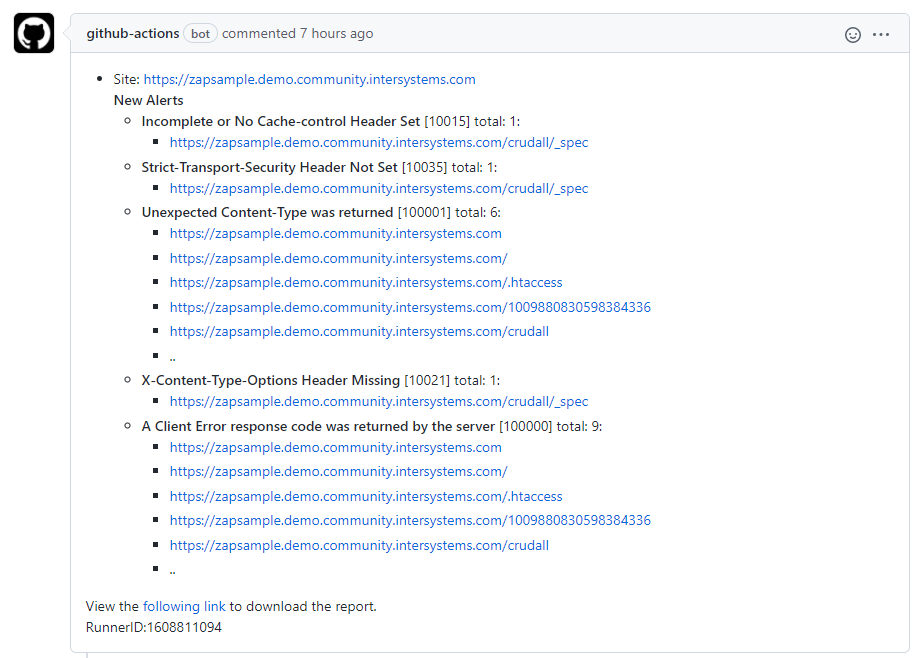 github-actions bot commented 7 hours ago
Site: https://zapsample.demo.community.intersystems.com
New Alerts
Incomplete or No Cache-control Header Set [10015] total: 1:
https://zapsample.demo.community.intersystems.com/crudall/_spec
Strict-Transport-Security Header Not Set [10035] total: 1:
https://zapsample.demo.community.intersystems.com/crudall/_spec
Unexpected Content-Type was returned [100001] total: 6:
https://zapsample.demo.community.intersystems.com
https://zapsample.demo.community.intersystems.com/
https://zapsample.demo.community.intersystems.com/.htaccess
https://zapsample.demo.community.intersystems.com/1009880830598384336
https://zapsample.demo.community.intersystems.com/crudall
..
X-Content-Type-Options Header Missing [10021] total: 1:
https://zapsample.demo.community.intersystems.com/crudall/_spec
A Client Error response code was returned by the server [100000] total: 9:
https://zapsample.demo.community.intersystems.com
https://zapsample.demo.community.intersystems.com/
https://zapsample.demo.community.intersystems.com/.htaccess
https://zapsample.demo.community.intersystems.com/1009880830598384336
https://zapsample.demo.community.intersystems.com/crudall
..
View the following link to download the report.
RunnerID:1608811094